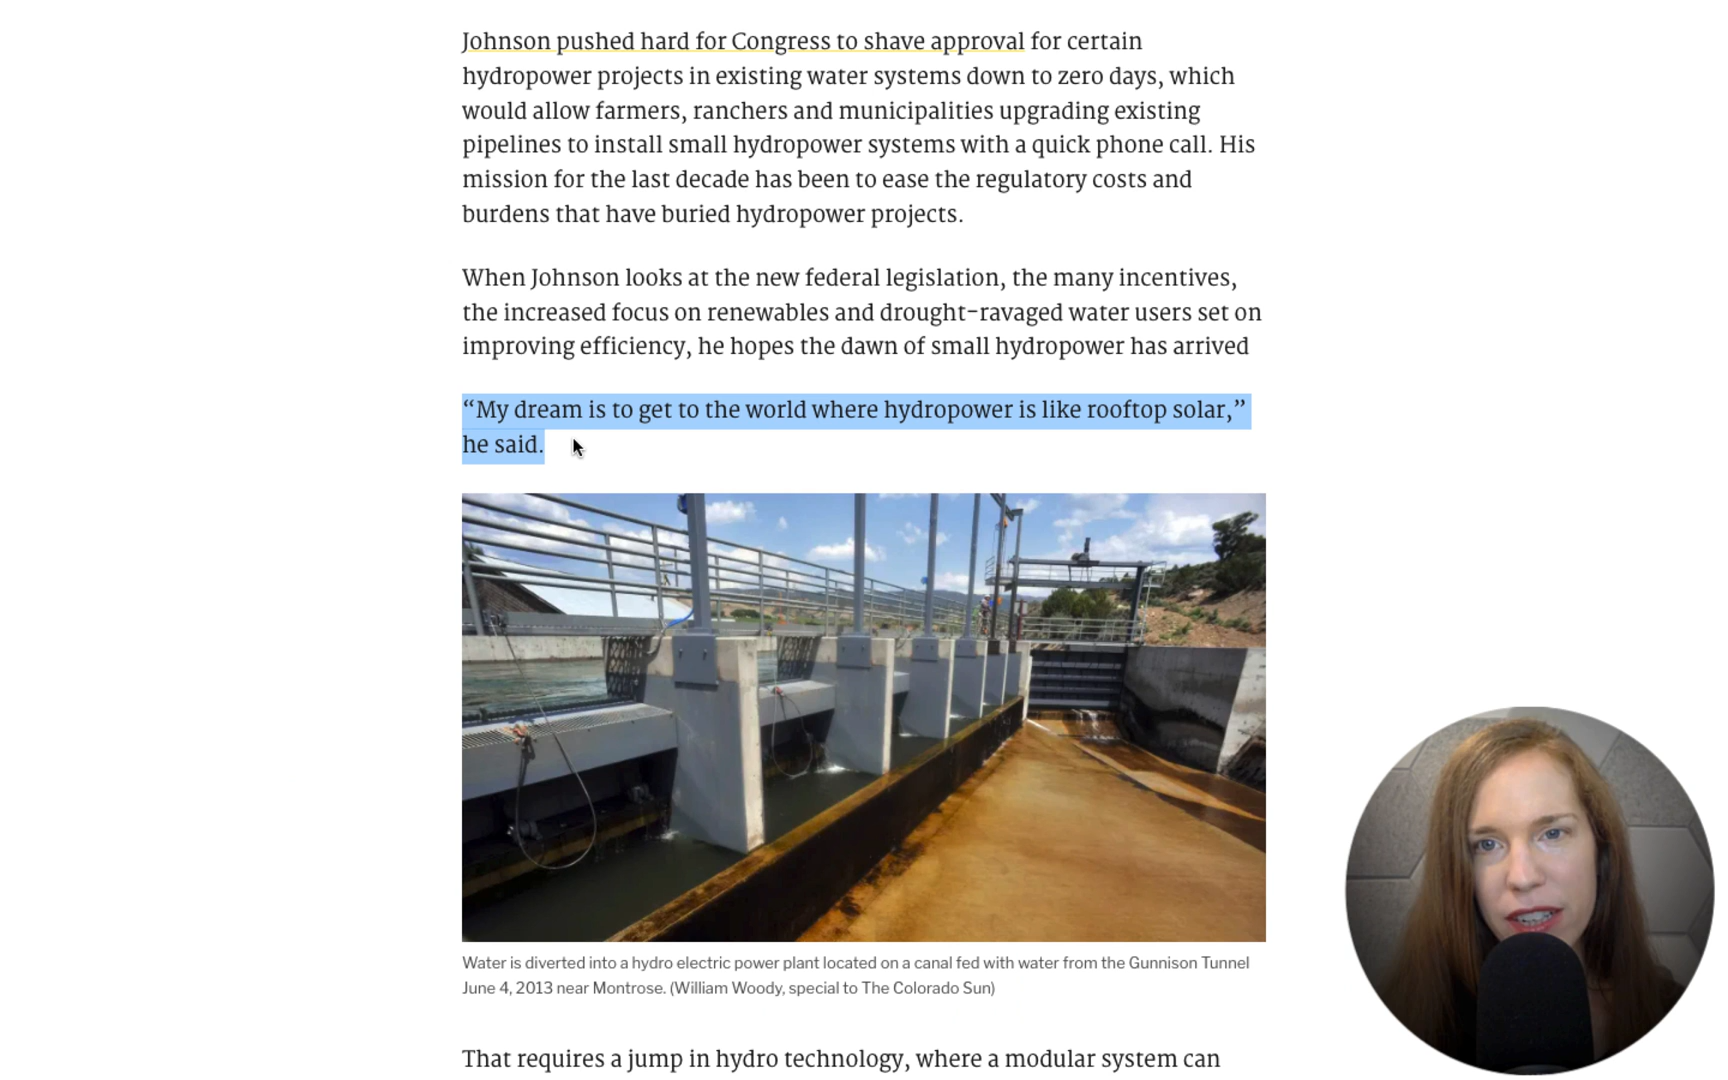 Johnson pushed hard for Congress to shave approval for certain
hydropower projects in existing water systems down to zero days, which
would allow farmers, ranchers and municipalities upgrading existing
pipelines to install small hydropower systems with a quick phone call. His
mission for the last decade has been to ease the regulatory costs and
burdens that have buried hydropower projects.
When Johnson looks at the new federal legislation, the many incentives,
the increased focus on renewables and drought-ravaged water users set on
improving efficiency, he hopes the dawn of small hydropower has arrived
“My dream is to get to the world where hydropower is like rooftop solar,”
he said.
Water is diverted into a hydro electric power plant located on a canal fed with water from the Gunnison Tunnel
June 4, 2013 near Montrose. (William Woody, special to The Colorado Sun)
That requires a jump in hydro technology, where a modular system can